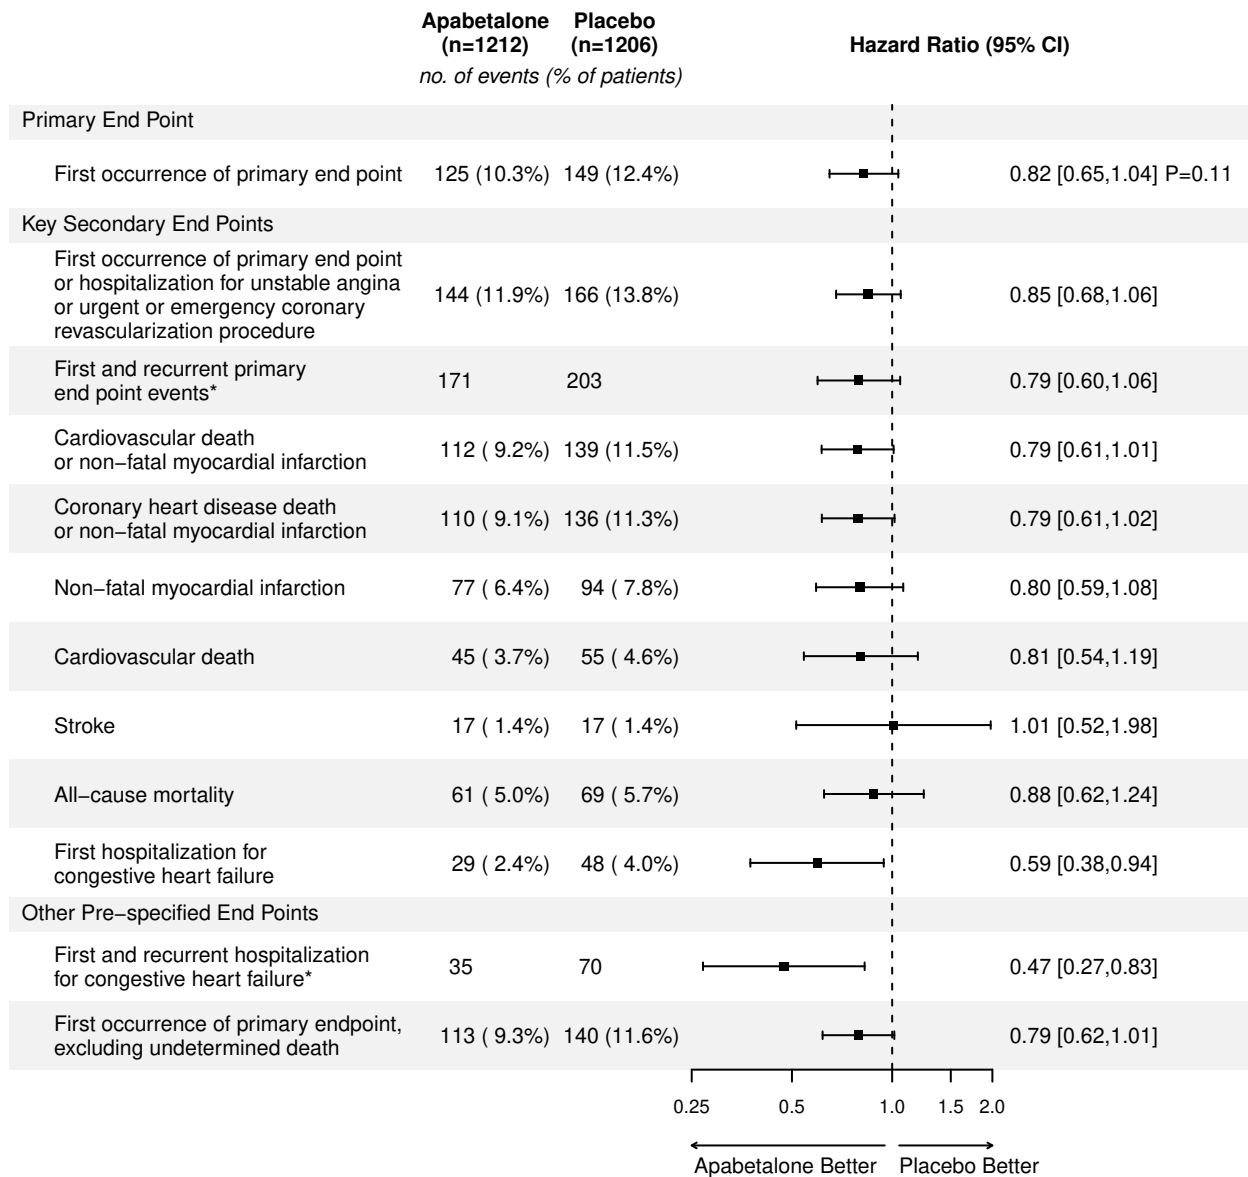 Apabetalone Placebo
(n=1212) (n=1206) Hazard Ratio (95% CI)
no. of events (% of patients)
Primary End Point
First occurrence of primary end point 125 (10.3%) 149 (12.4%) 0.82 [0.65,1.04] P=0.11
Key Secondary End Points
First occurrence of primary end point
or hospitalization for unstable angina
or urgent or emergency coronary
revascularization procedure
144 (11.9%) 166 (13.8%) 0.85 [0.68,1.06]
First and recurrent primary
end point events*
171 203 0.79 [0.60,1.06]
Cardiovascular death
or non−fatal myocardial infarction
112 ( 9.2%) 139 (11.5%) 0.79 [0.61,1.01]
Coronary heart disease death
or non−fatal myocardial infarction
110 ( 9.1%) 136 (11.3%) 0.79 [0.61,1.02]
Non−fatal myocardial infarction 77 ( 6.4%) 94 ( 7.8%) 0.80 [0.59,1.08]
Cardiovascular death 45 ( 3.7%) 55 ( 4.6%) 0.81 [0.54,1.19]
Stroke 17 ( 1.4%) 17 ( 1.4%) 1.01 [0.52,1.98]
All−cause mortality 61 ( 5.0%) 69 ( 5.7%) 0.88 [0.62,1.24]
First hospitalization for
congestive heart failure
29 ( 2.4%) 48 ( 4.0%) 0.59 [0.38,0.94]
Other Pre−specified End Points
First and recurrent hospitalization
for congestive heart failure*
35 70 0.47 [0.27,0.83]
First occurrence of primary endpoint,
excluding undetermined death
113 ( 9.3%) 140 (11.6%) 0.79 [0.62,1.01]
0.25 0.5 1.0 1.5 2.0
Apabetalone Better Placebo Better